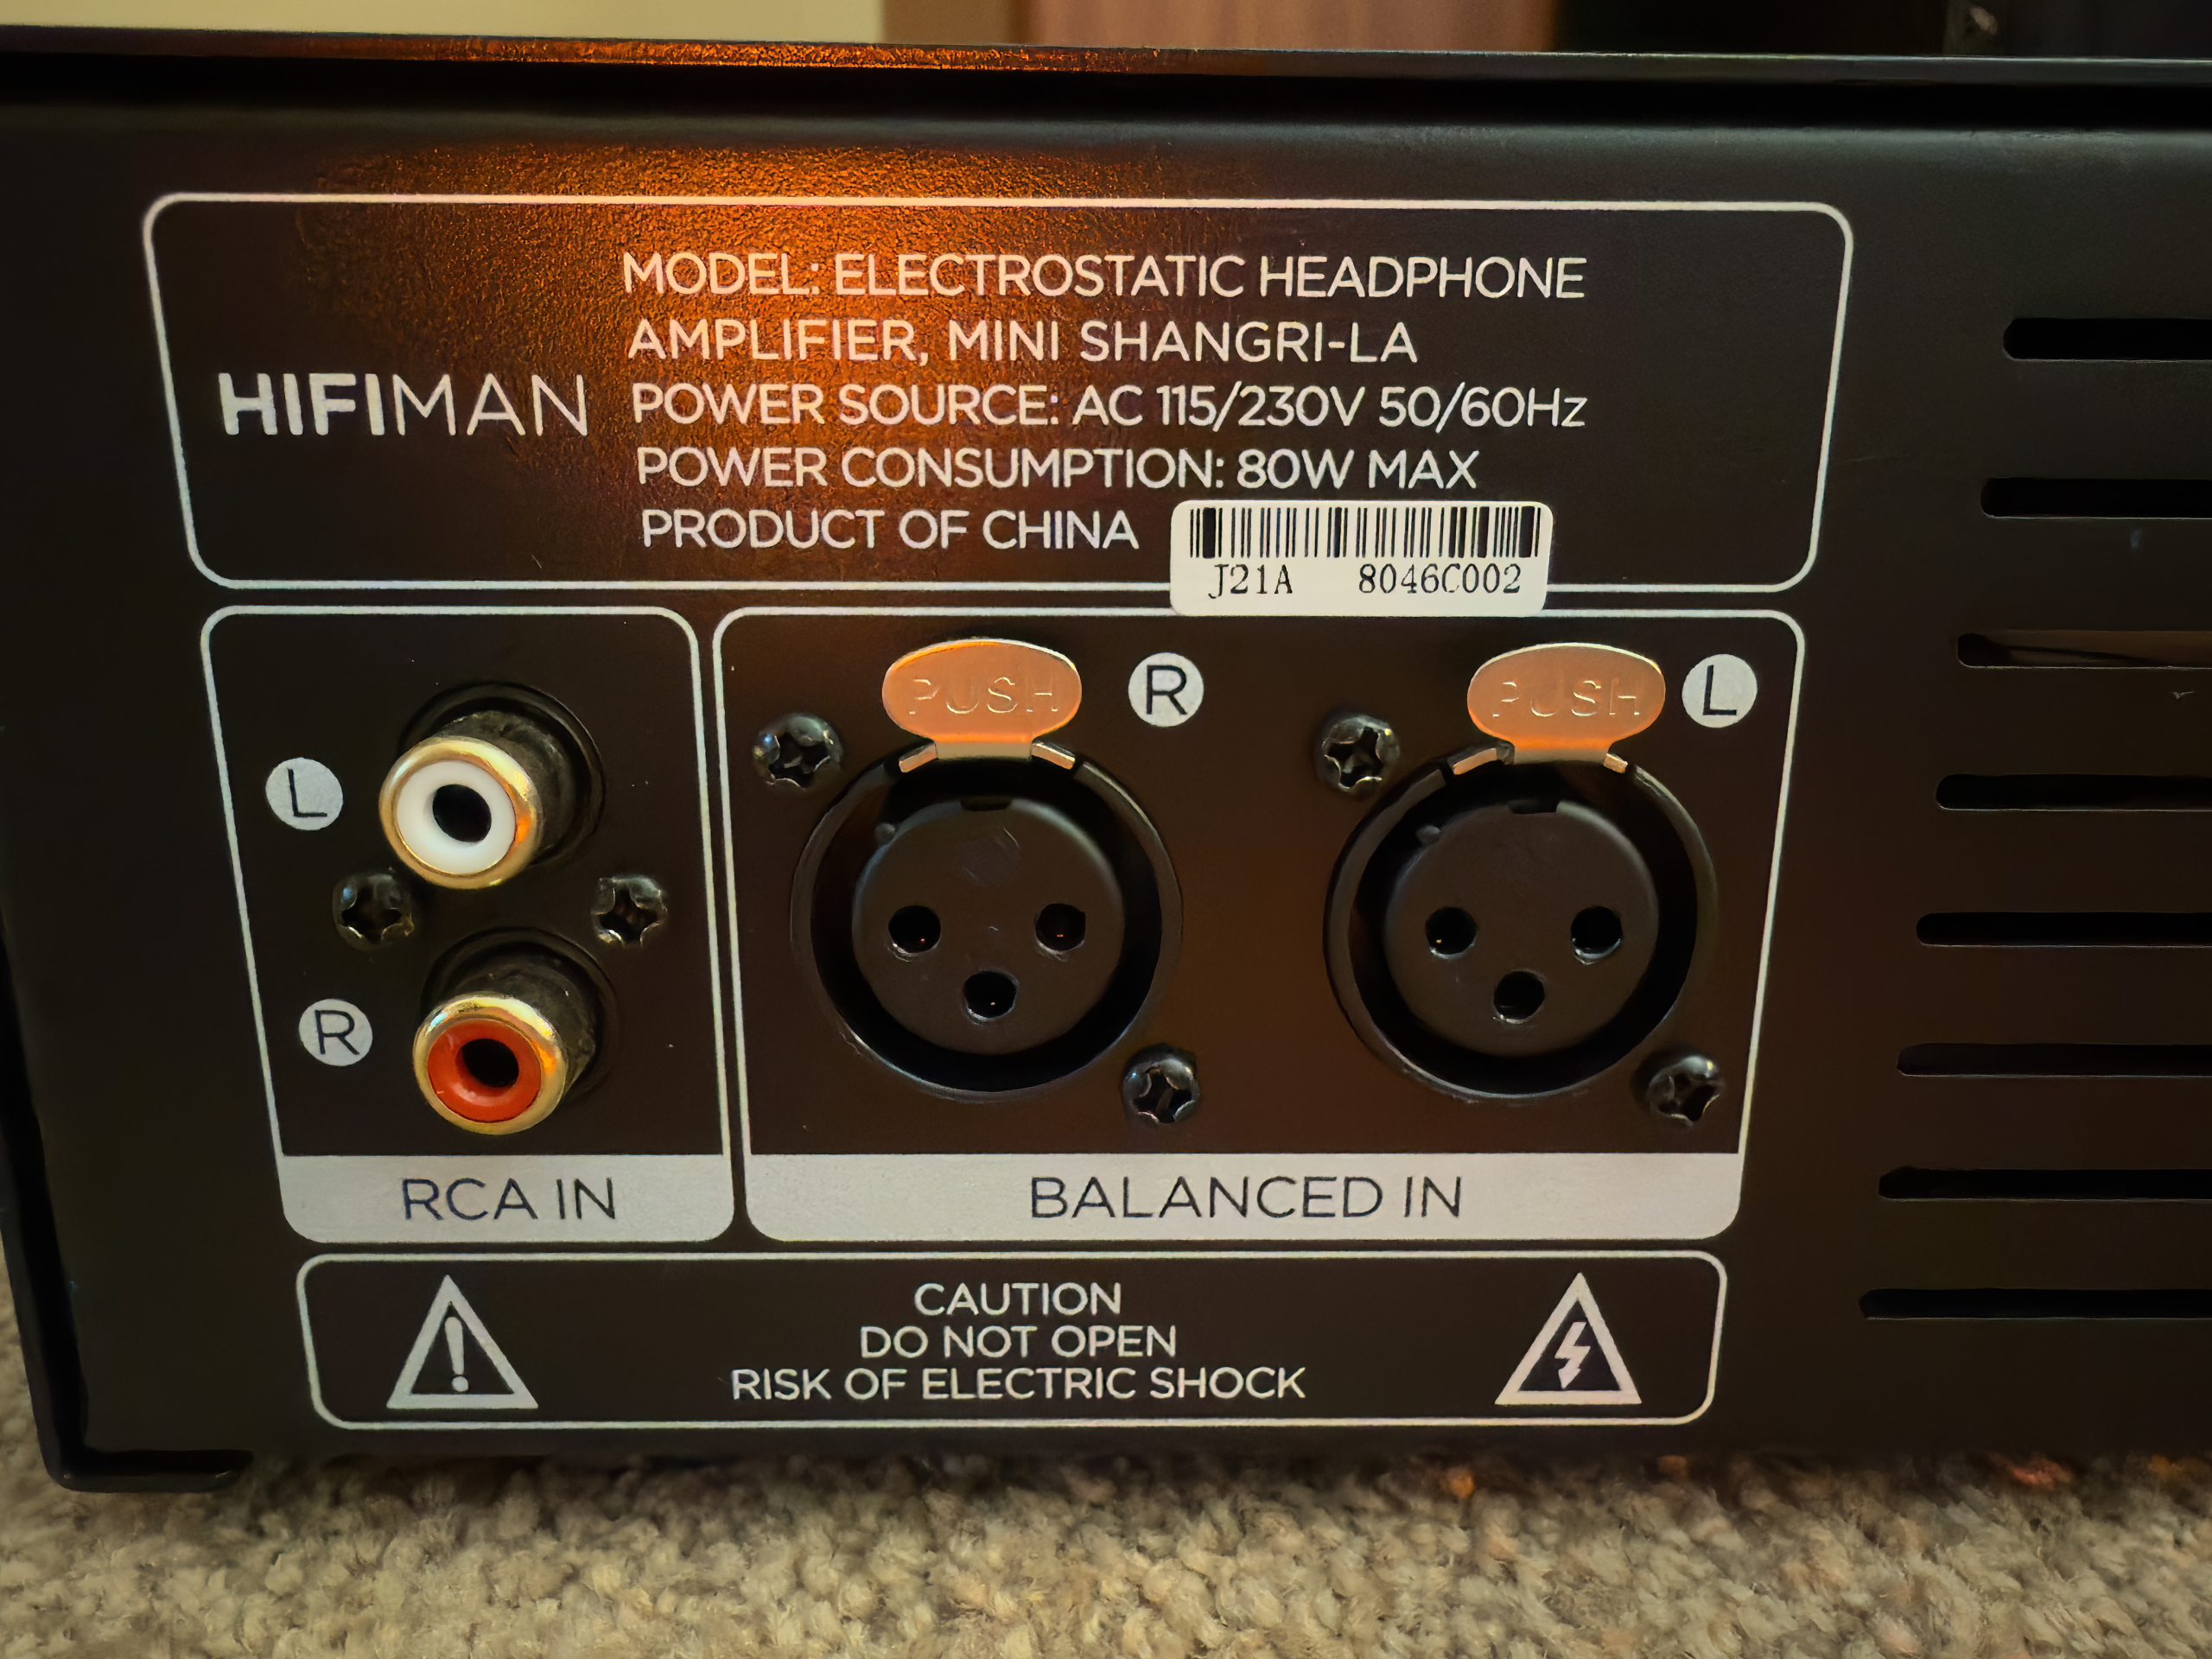 MODEL: ELECTROSTATIC HEADPHONE
AMPLIFIER, MINI SHANGRI-LA
HIFIMAN
POWER SOURCE: AC 115/230V 50/60Hz
POWER CONSUMPTION: 80W MAX
PRODUCT OF CHINA
J21A 8046C002
PUSH
R
PUSH
L
L
R
RCA IN
BALANCED IN
CAUTION
DO NOT OPEN
RISK OF ELECTRIC SHOCK